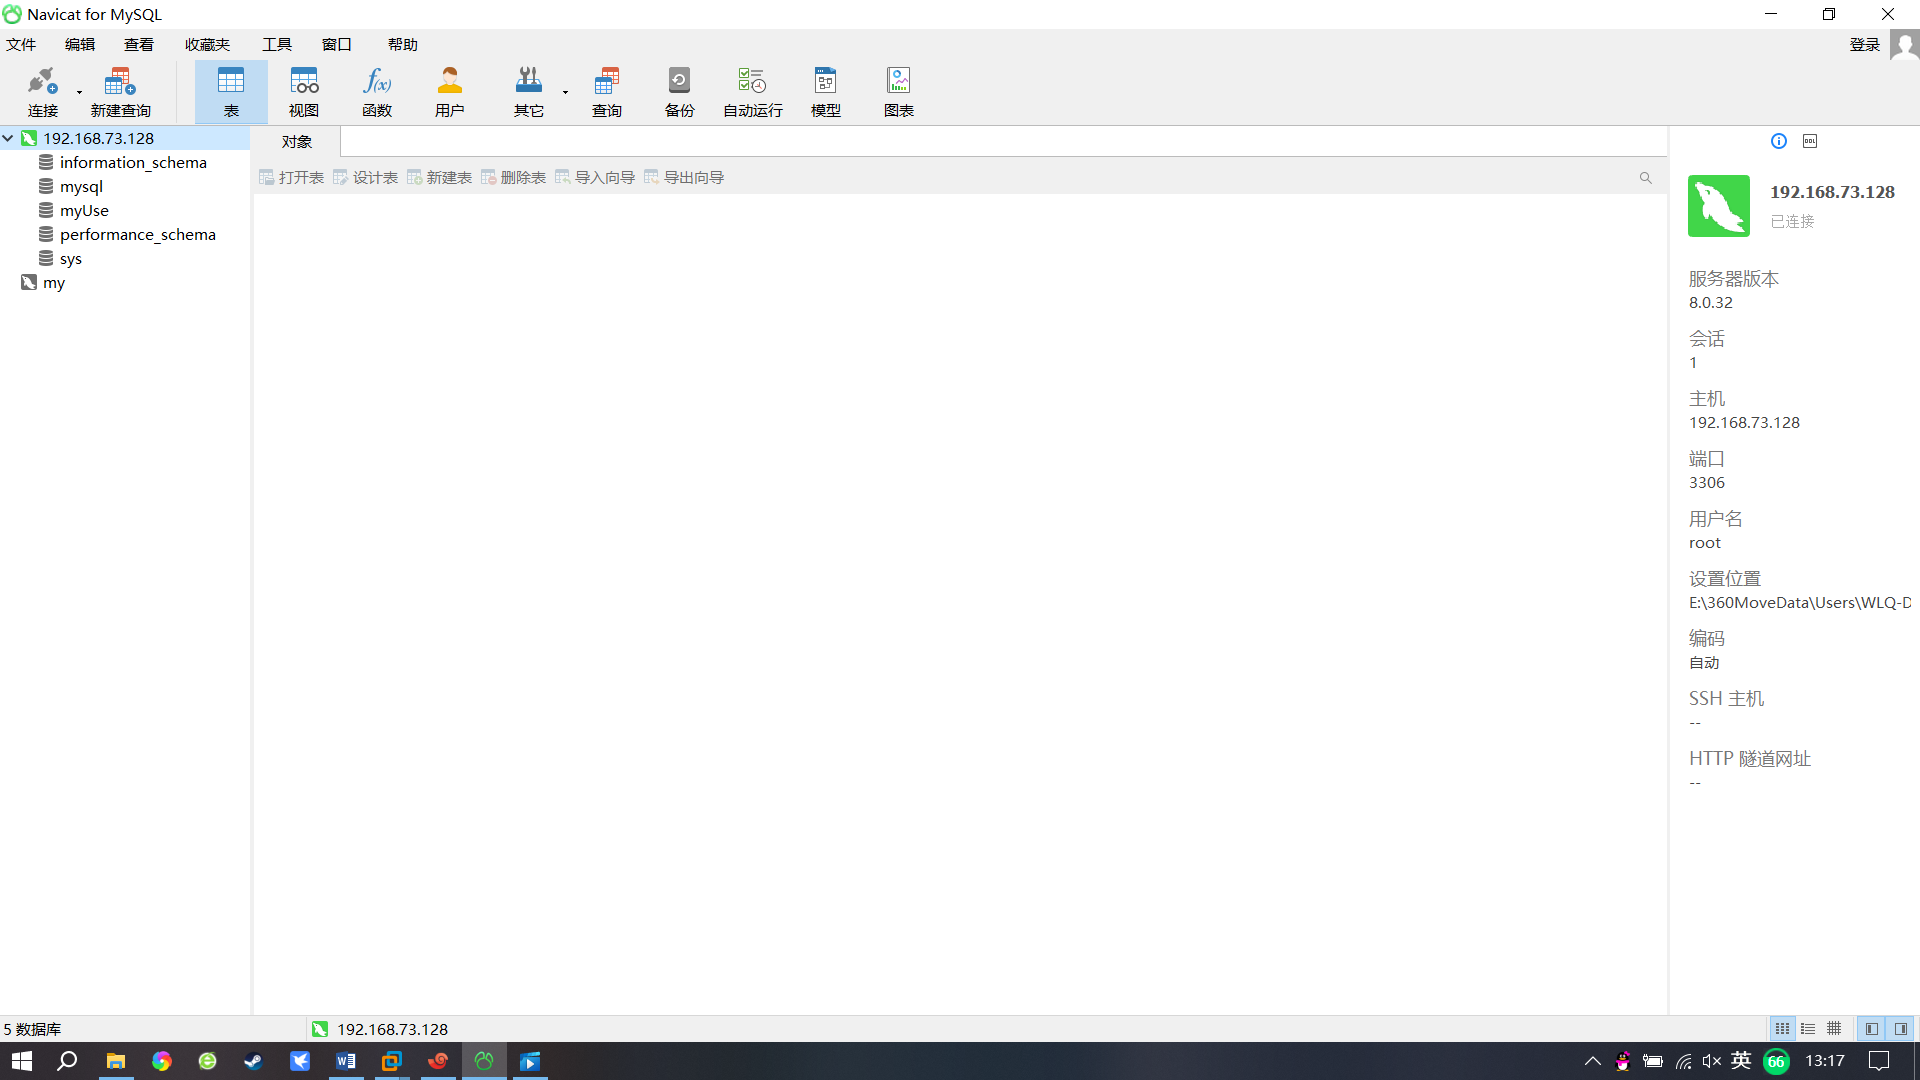 Navicat for MySQL
文件 编辑 查看 收藏夹 工具 窗口 帮助 登录
连接 新建查询 表 视图 函数 用户 其它 查询 备份 自动运行 模型 图表
192.168.73.128
information_schema
mysql
myUse
performance_schema
sys
my
对象
打开表 设计表 新建表 删除表 导入向导 导出向导
192.168.73.128
已连接
服务器版本
8.0.32
会话
1
主机
192.168.73.128
端口
3306
用户名
root
设置位置
E:\360MoveData\Users\WLQ-D
编码
自动
SSH 主机
--
HTTP 隧道网址
--
5 数据库 192.168.73.128
英 66 13:17